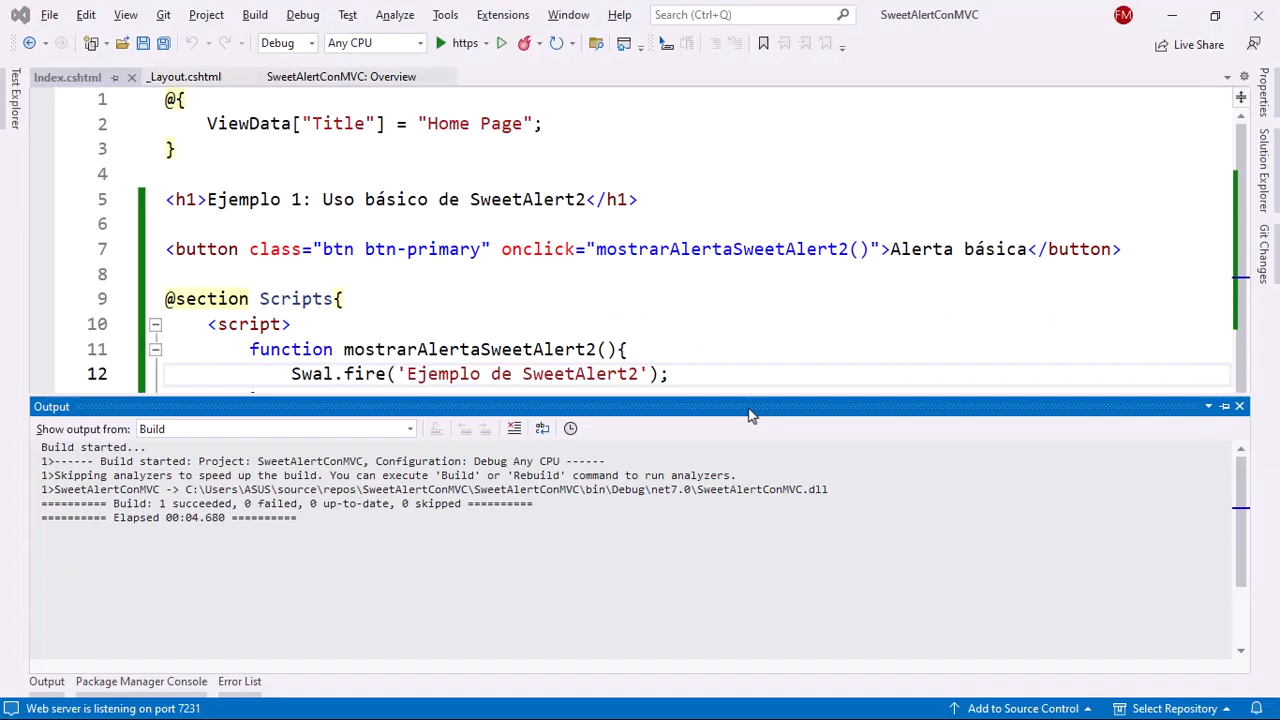 File Edit View Git Project Build Debug Test Analyze Tools Extensions Window Help Search (Ctrl+Q) SweetAlertConMVC FM
Debug Any CPU https Live Share
Index.cshtml _Layout.cshtml SweetAlertConMVC: Overview
Test Explorer
Properties
Solution Explorer
Git Changes
1 @{
2 ViewData["Title"] = "Home Page";
3 }
4
5 <h1>Ejemplo 1: Uso básico de SweetAlert2</h1>
6
7 <button class="btn btn-primary" onclick="mostrarAlertaSweetAlert2()">Alerta básica</button>
8
9 @section Scripts{
10 <script>
11 function mostrarAlertaSweetAlert2(){
12 Swal.fire('Ejemplo de SweetAlert2');
Output
Show output from: Build
Build started...
1>------ Build started: Project: SweetAlertConMVC, Configuration: Debug Any CPU ------
1>Skipping analyzers to speed up the build. You can execute 'Build' or 'Rebuild' command to run analyzers.
1>SweetAlertConMVC -> C:\Users\ASUS\source\repos\SweetAlertConMVC\SweetAlertConMVC\bin\Debug\net7.0\SweetAlertConMVC.dll
========== Build: 1 succeeded, 0 failed, 0 up-to-date, 0 skipped ==========
========== Elapsed 00:04.680 ==========
Output Package Manager Console Error List
Web server is listening on port 7231 Add to Source Control Select Repository